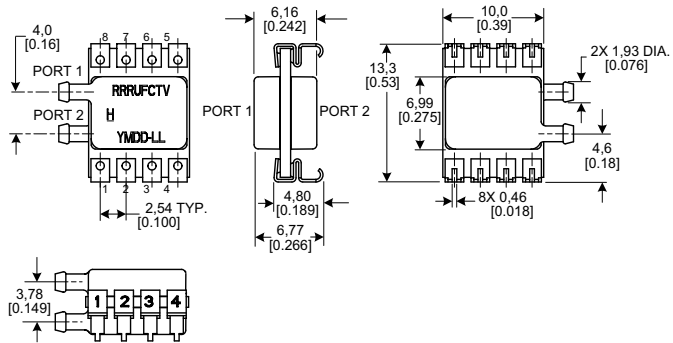 4,0
[0.16]
8 7 6 5
PORT 1
PORT 2
RRRUFCTV
H
YMDD-LL
1 2 3 4
2,54 TYP.
[0.100]
6,16
[0.242]
PORT 1
PORT 2
4,80
[0.189]
6,77
[0.266]
10,0
[0.39]
13,3
[0.53]
6,99
[0.275]
2X 1,93 DIA.
[0.076]
4,6
[0.18]
8X 0,46
[0.018]
3,78
[0.149]
1 2 3 4